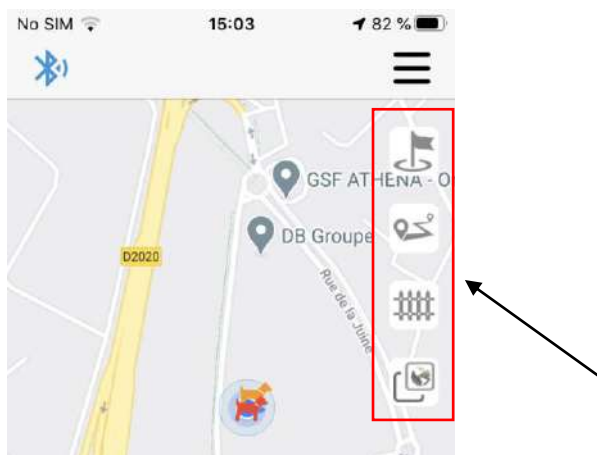 No SIM 15:03 82 %
GSF ATHENA - O
DB Groupe
D2020
Rue de la Juine